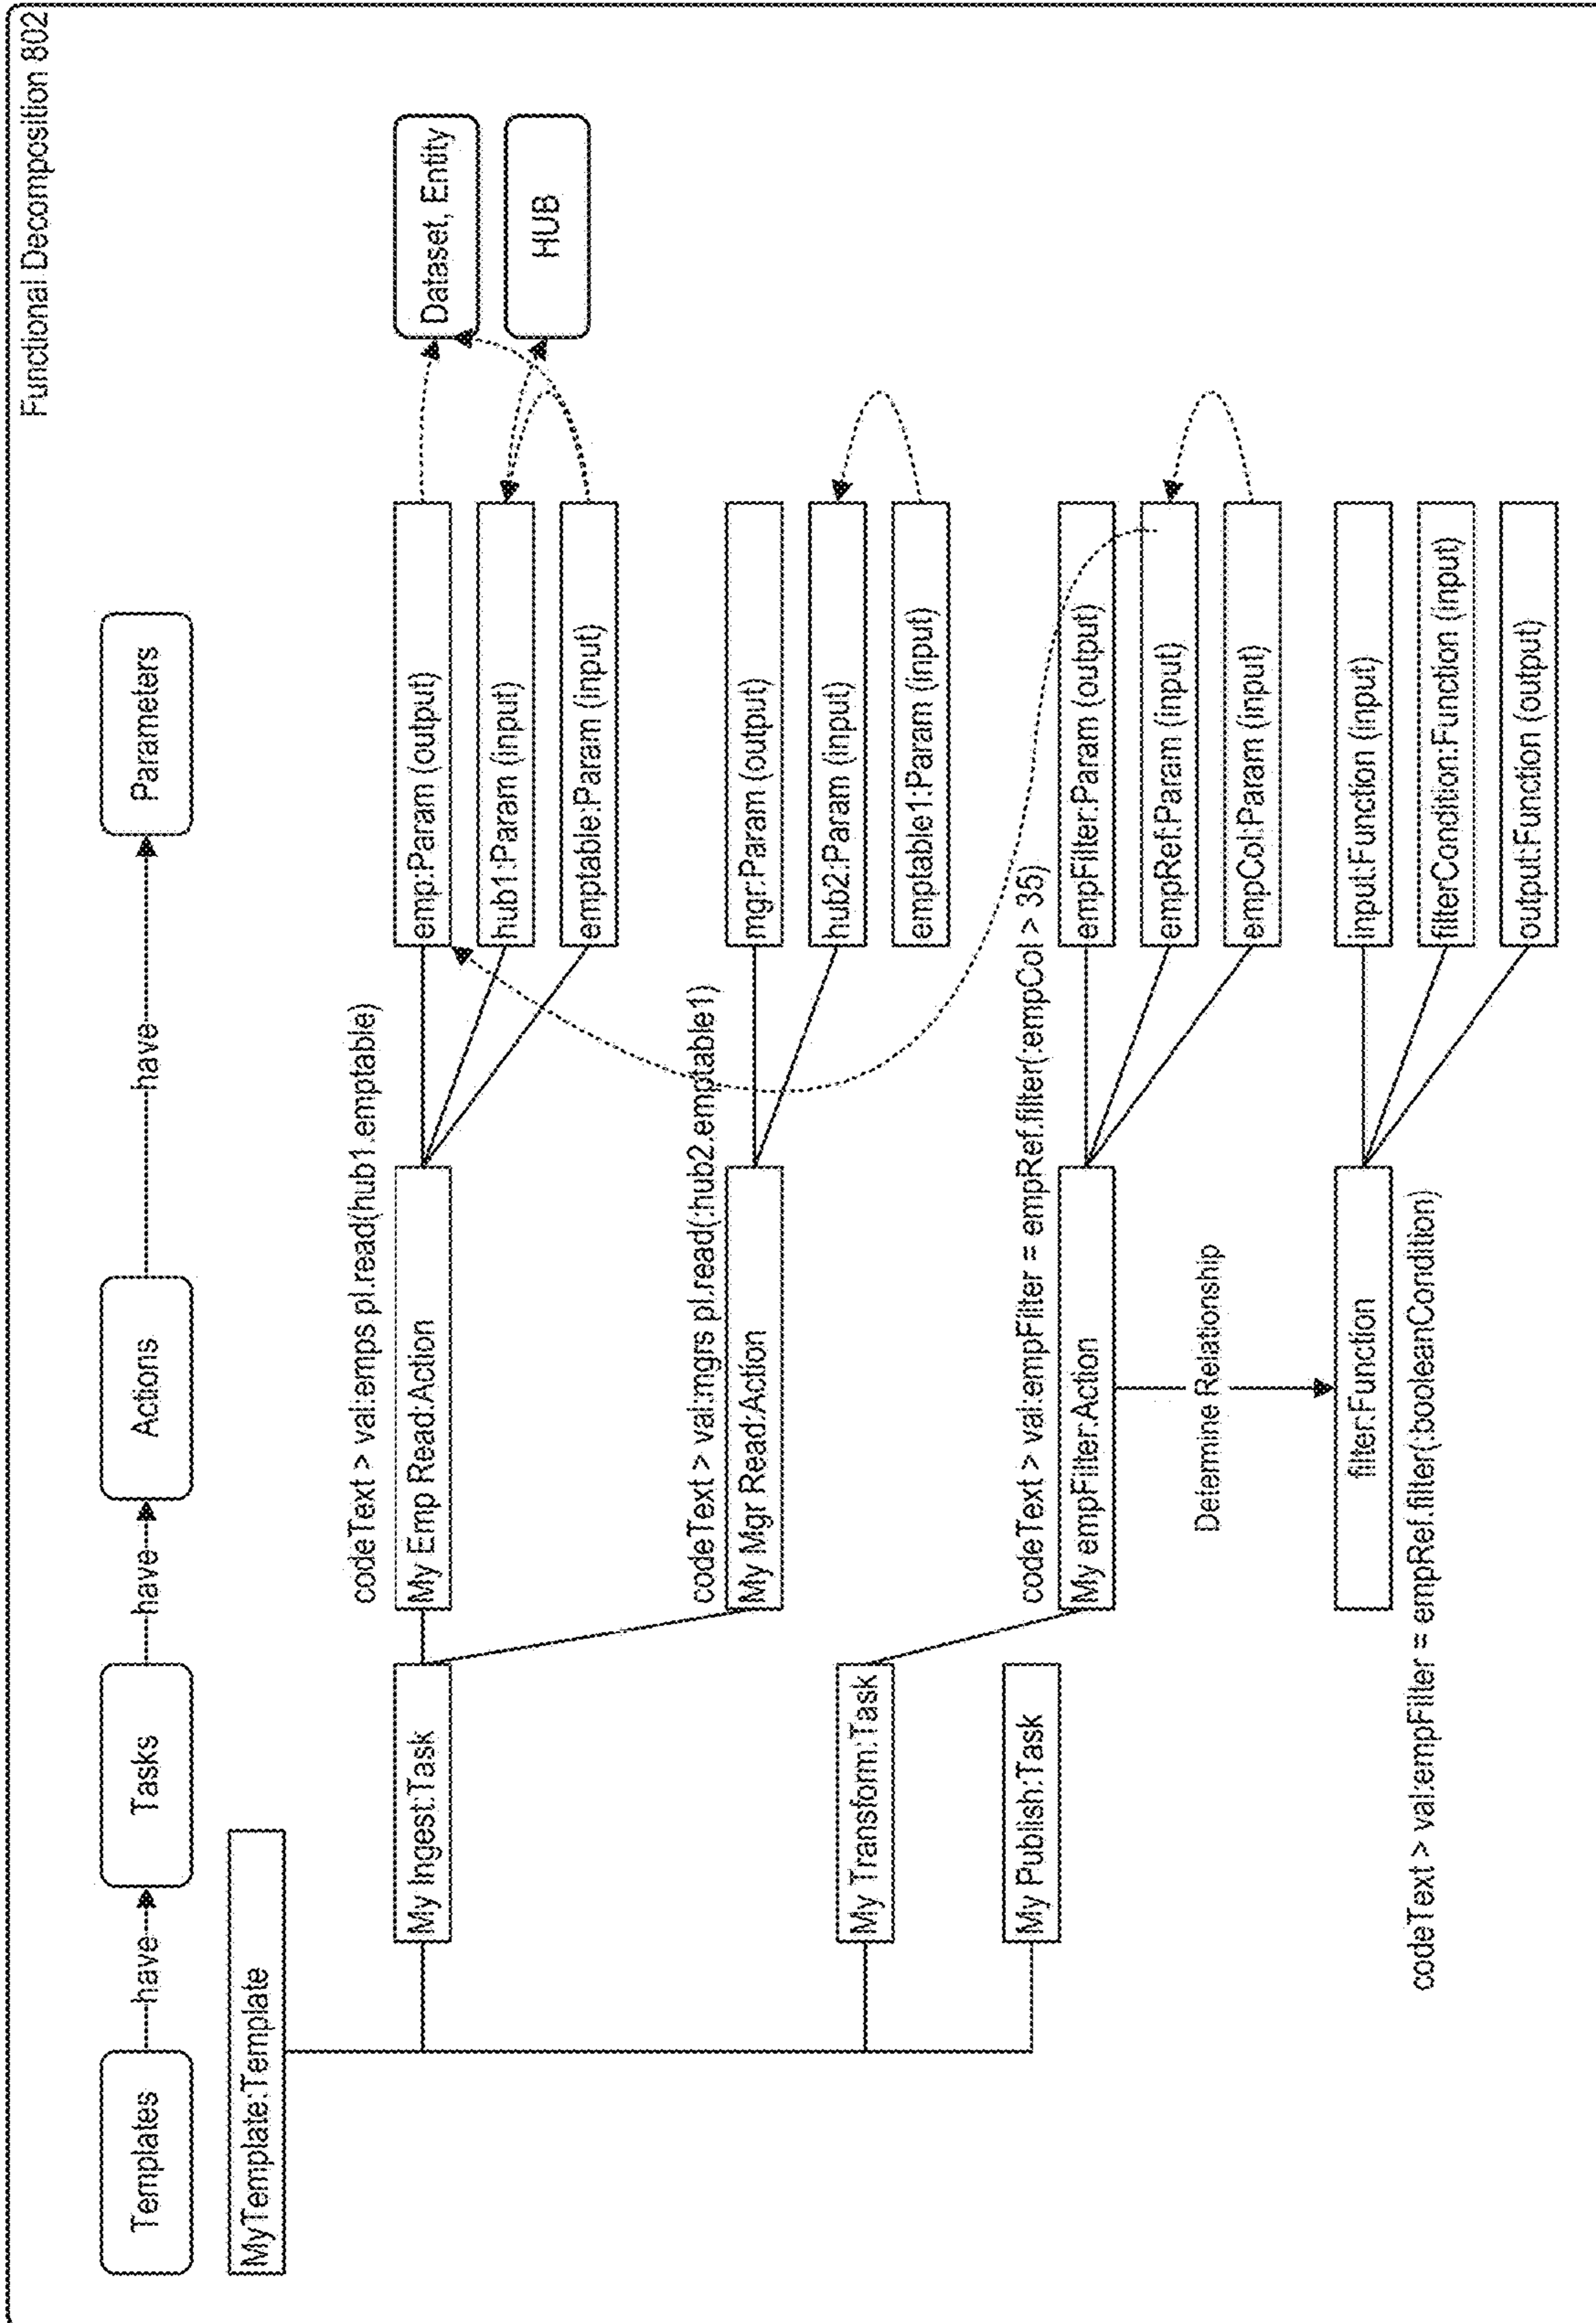 Functional Decomposition 802
Templates
have
Tasks
have
Actions
have
Parameters
MyTemplate:Template
codeText > val:emps pl.read(hub1.emptable)
My Ingest:Task
My Emp Read:Action
emp:Param (output)
hub1:Param (input)
emptable:Param (input)
Dataset, Entity
HUB
codeText > val:mgrs pl.read(:hub2.emptable1)
My Mgr Read:Action
mgr:Param (output)
hub2:Param (input)
emptable1:Param (input)
My Transform:Task
My Publish:Task
codeText > val:empFilter = empRef.filter(:empCol > 35)
My empFilter:Action
empFilter:Param (output)
empRef:Param (input)
empCol:Param (input)
Determine Relationship
filter:Function
input:Function (input)
filterCondition:Function (input)
output:Function (output)
codeText > val:empFilter = empRef.filter(:booleanCondition)